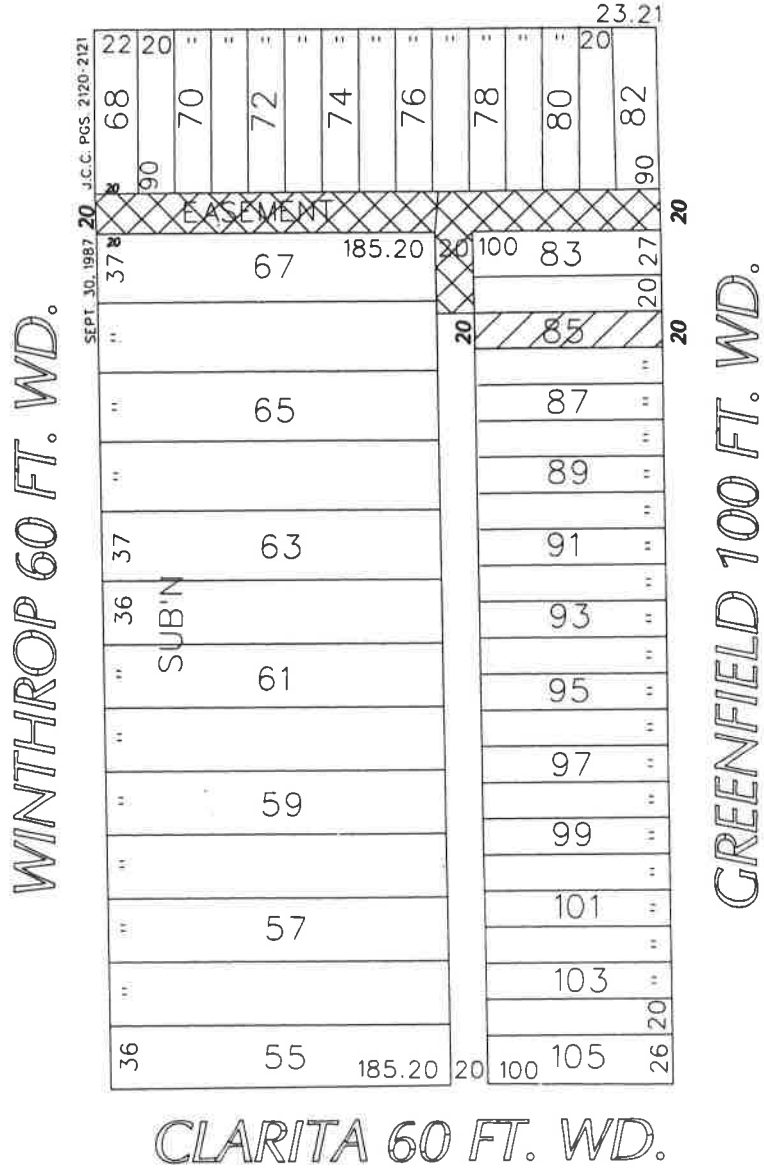 23.21
22 20 " " " " " " " " " " " 20
68 70 72 74 76 78 80 82
90 90
J.C.C. PGS. 2120-2121
SEPT. 30, 1987
20 20 EASEMENT 20
20
37 67 185.20 20 100 83 27
20
" 20 85 20
"
" 65 87 "
"
" 89 "
"
37 63 91 "
"
36 93 "
SUB'N
"
" 61 95 "
"
" 97 "
"
" 59 99 "
"
" 101 "
" 57
"
" 103 "
20
36 55 185.20 20 100 105 26
WINTHROP 60 FT. WD.
GREENFIELD 100 FT. WD.
CLARITA 60 FT. WD.